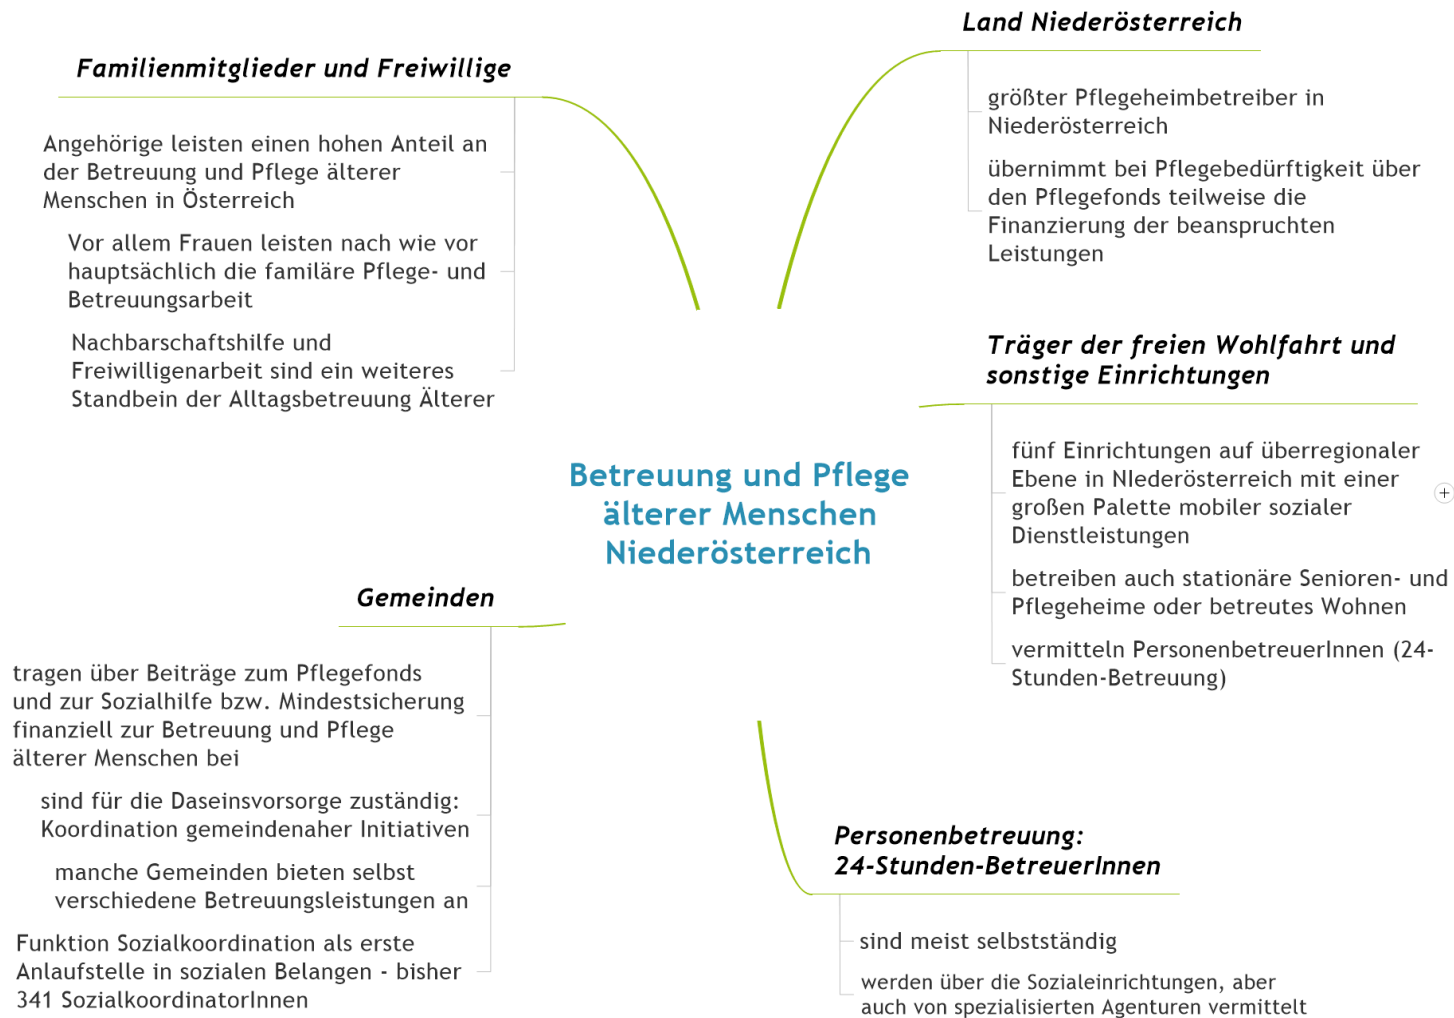 Familienmitglieder und Freiwillige
Angehörige leisten einen hohen Anteil an
der Betreuung und Pflege älterer
Menschen in Österreich
Vor allem Frauen leisten nach wie vor
hauptsächlich die familäre Pflege- und
Betreuungsarbeit
Nachbarschaftshilfe und
Freiwilligenarbeit sind ein weiteres
Standbein der Alltagsbetreuung Älterer
Land Niederösterreich
größter Pflegeheimbetreiber in
Niederösterreich
übernimmt bei Pflegebedürftigkeit über
den Pflegefonds teilweise die
Finanzierung der beanspruchten
Leistungen
Träger der freien Wohlfahrt und
sonstige Einrichtungen
fünf Einrichtungen auf überregionaler
Ebene in NIederösterreich mit einer
großen Palette mobiler sozialer
Dienstleistungen
betreiben auch stationäre Senioren- und
Pflegeheime oder betreutes Wohnen
vermitteln PersonenbetreuerInnen (24-
Stunden-Betreuung)
Betreuung und Pflege
älterer Menschen
Niederösterreich
Gemeinden
tragen über Beiträge zum Pflegefonds
und zur Sozialhilfe bzw. Mindestsicherung
finanziell zur Betreuung und Pflege
älterer Menschen bei
sind für die Daseinsvorsorge zuständig:
Koordination gemeindenaher Initiativen
manche Gemeinden bieten selbst
verschiedene Betreuungsleistungen an
Funktion Sozialkoordination als erste
Anlaufstelle in sozialen Belangen - bisher
341 SozialkoordinatorInnen
Personenbetreuung:
24-Stunden-BetreuerInnen
sind meist selbstständig
werden über die Sozialeinrichtungen, aber
auch von spezialisierten Agenturen vermittelt